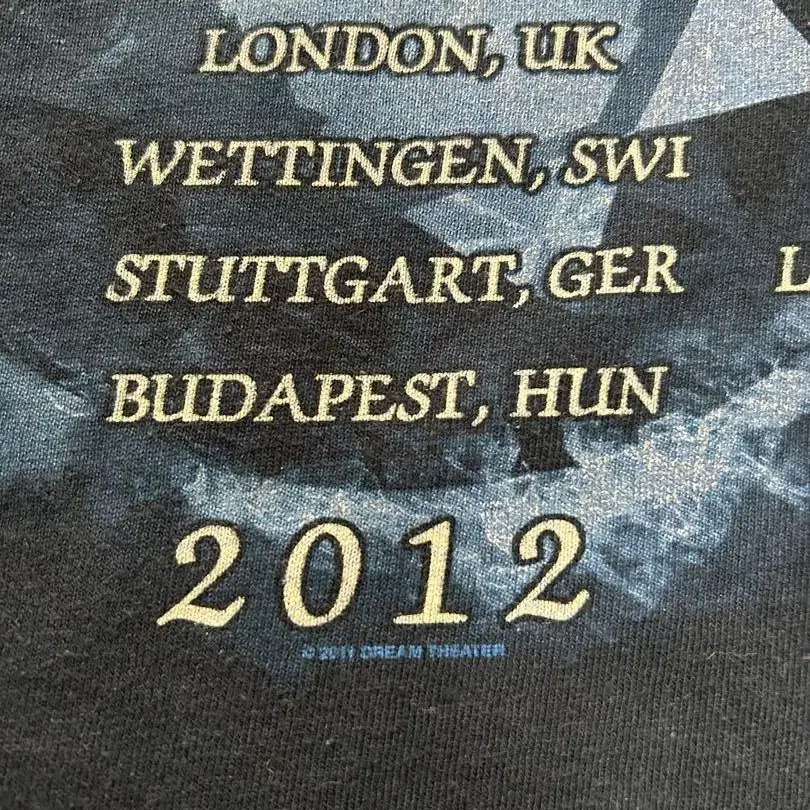 LONDON, UK
WETTINGEN, SWI
STUTTGART, GER
BUDAPEST, HUN
2012
© 2011 DREAM THEATER